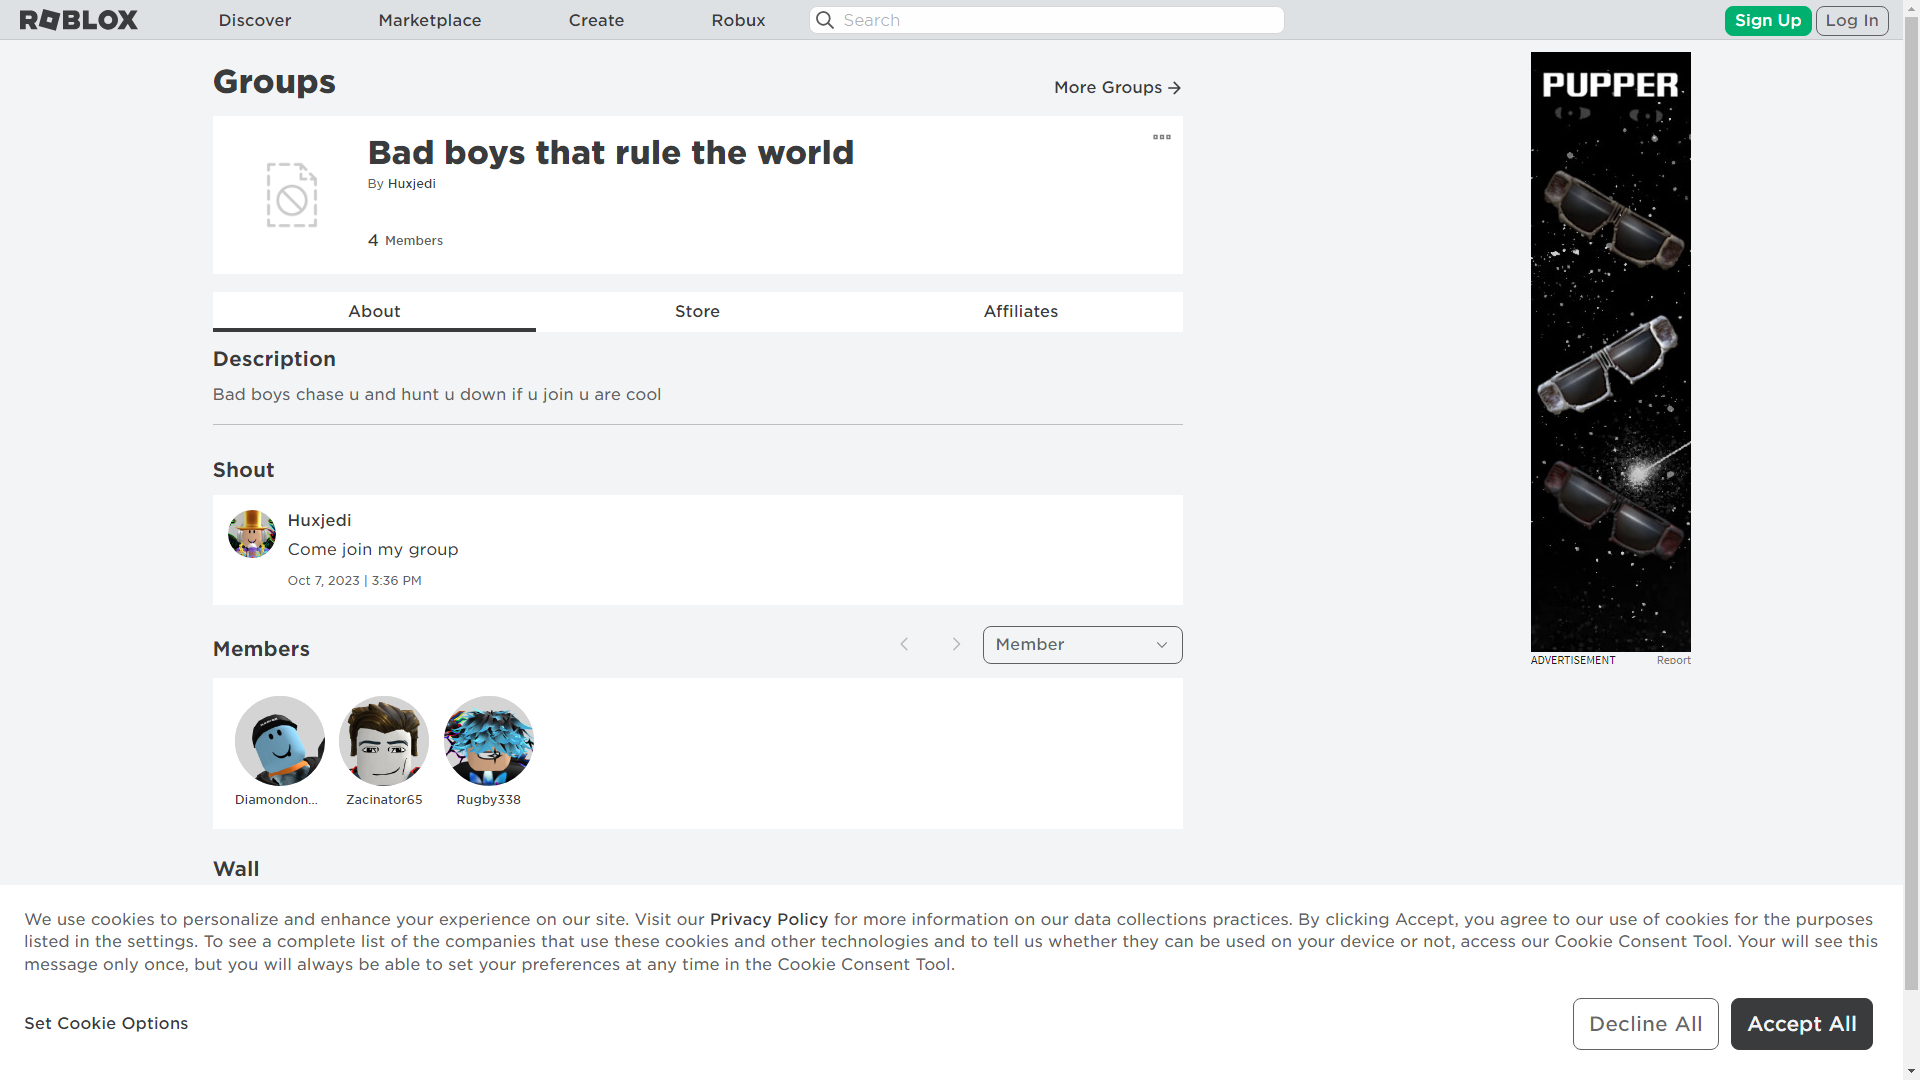 ROBLOX
Discover
Marketplace
Create
Robux
Search
Sign Up
Log In
Groups
More Groups
Bad boys that rule the world
By Huxjedi
4 Members
About
Store
Affiliates
Description
Bad boys chase u and hunt u down if u join u are cool
Shout
Huxjedi
Come join my group
Oct 7, 2023 | 3:36 PM
Members
Member
Diamondon...
Zacinator65
Rugby338
Wall
PUPPER
ADVERTISEMENT
Report
We use cookies to personalize and enhance your experience on our site. Visit our Privacy Policy for more information on our data collections practices. By clicking Accept, you agree to our use of cookies for the purposes
listed in the settings. To see a complete list of the companies that use these cookies and other technologies and to tell us whether they can be used on your device or not, access our Cookie Consent Tool. Your will see this
message only once, but you will always be able to set your preferences at any time in the Cookie Consent Tool.
Set Cookie Options
Decline All
Accept All